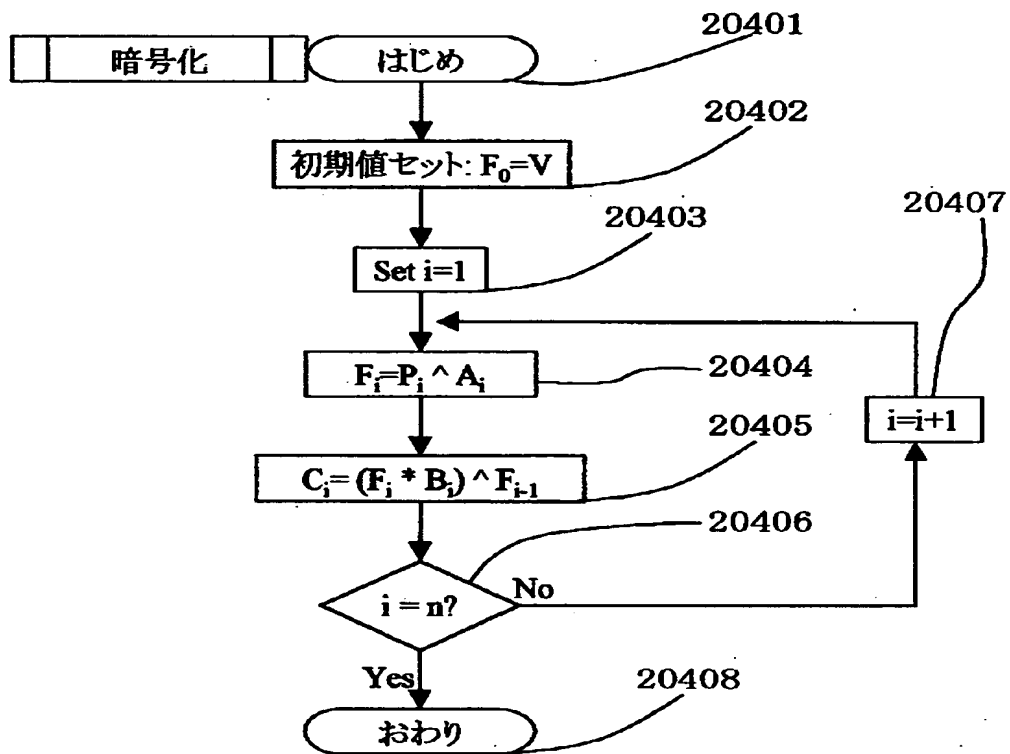 20401
暗号化 はじめ
20402
初期値セット: F₀=V
20403
20407
Set i=1
Fᵢ=Pᵢ ^ Aᵢ
20404
i=i+1
20405
Cᵢ= (Fᵢ * Bᵢ) ^ Fᵢ₋₁
20406
i = n?
No
Yes
20408
おわり